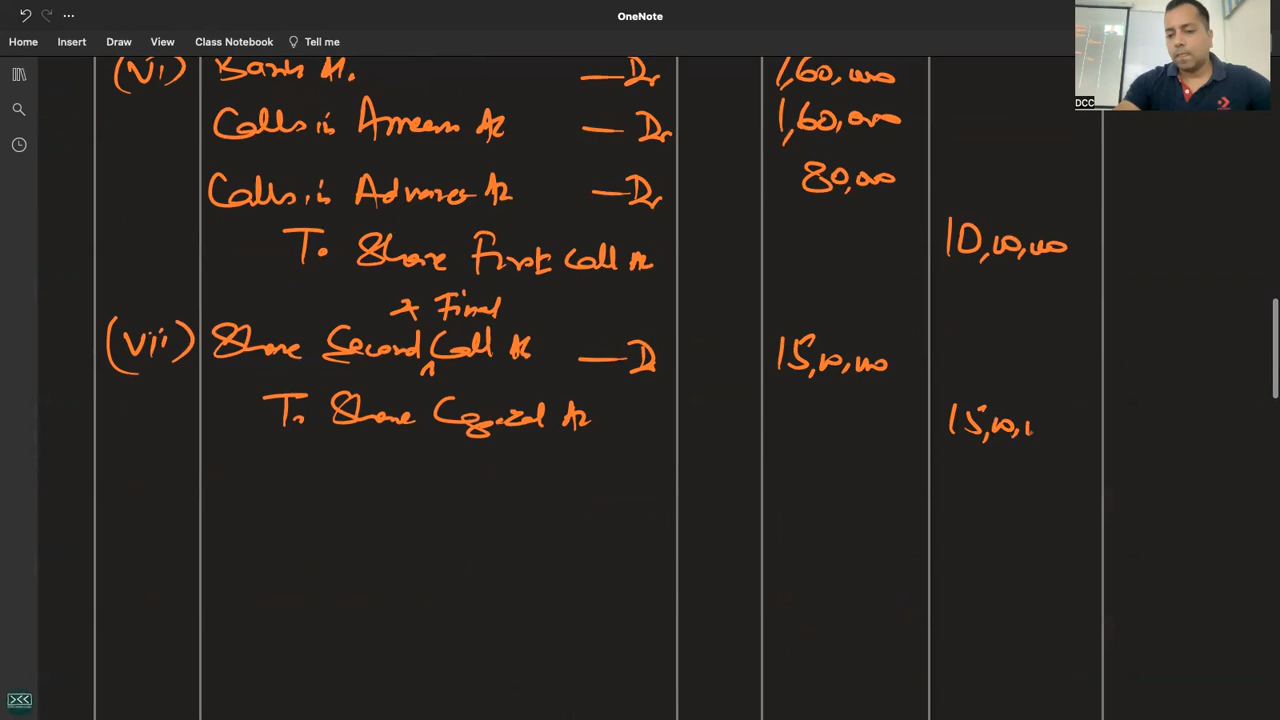 OneNote
Home Insert Draw View Class Notebook Tell me
DCC
(vi) Bank A/c. — Dr 1,60,000
Calls in Arrears A/c — Dr 1,60,000
Calls in Advance A/c — Dr 80,000
To Share First Call A/c 10,00,000
& Final
(vii) Share Second ^ Call A/c — D 15,00,000
To Share Capital A/c 15,00,